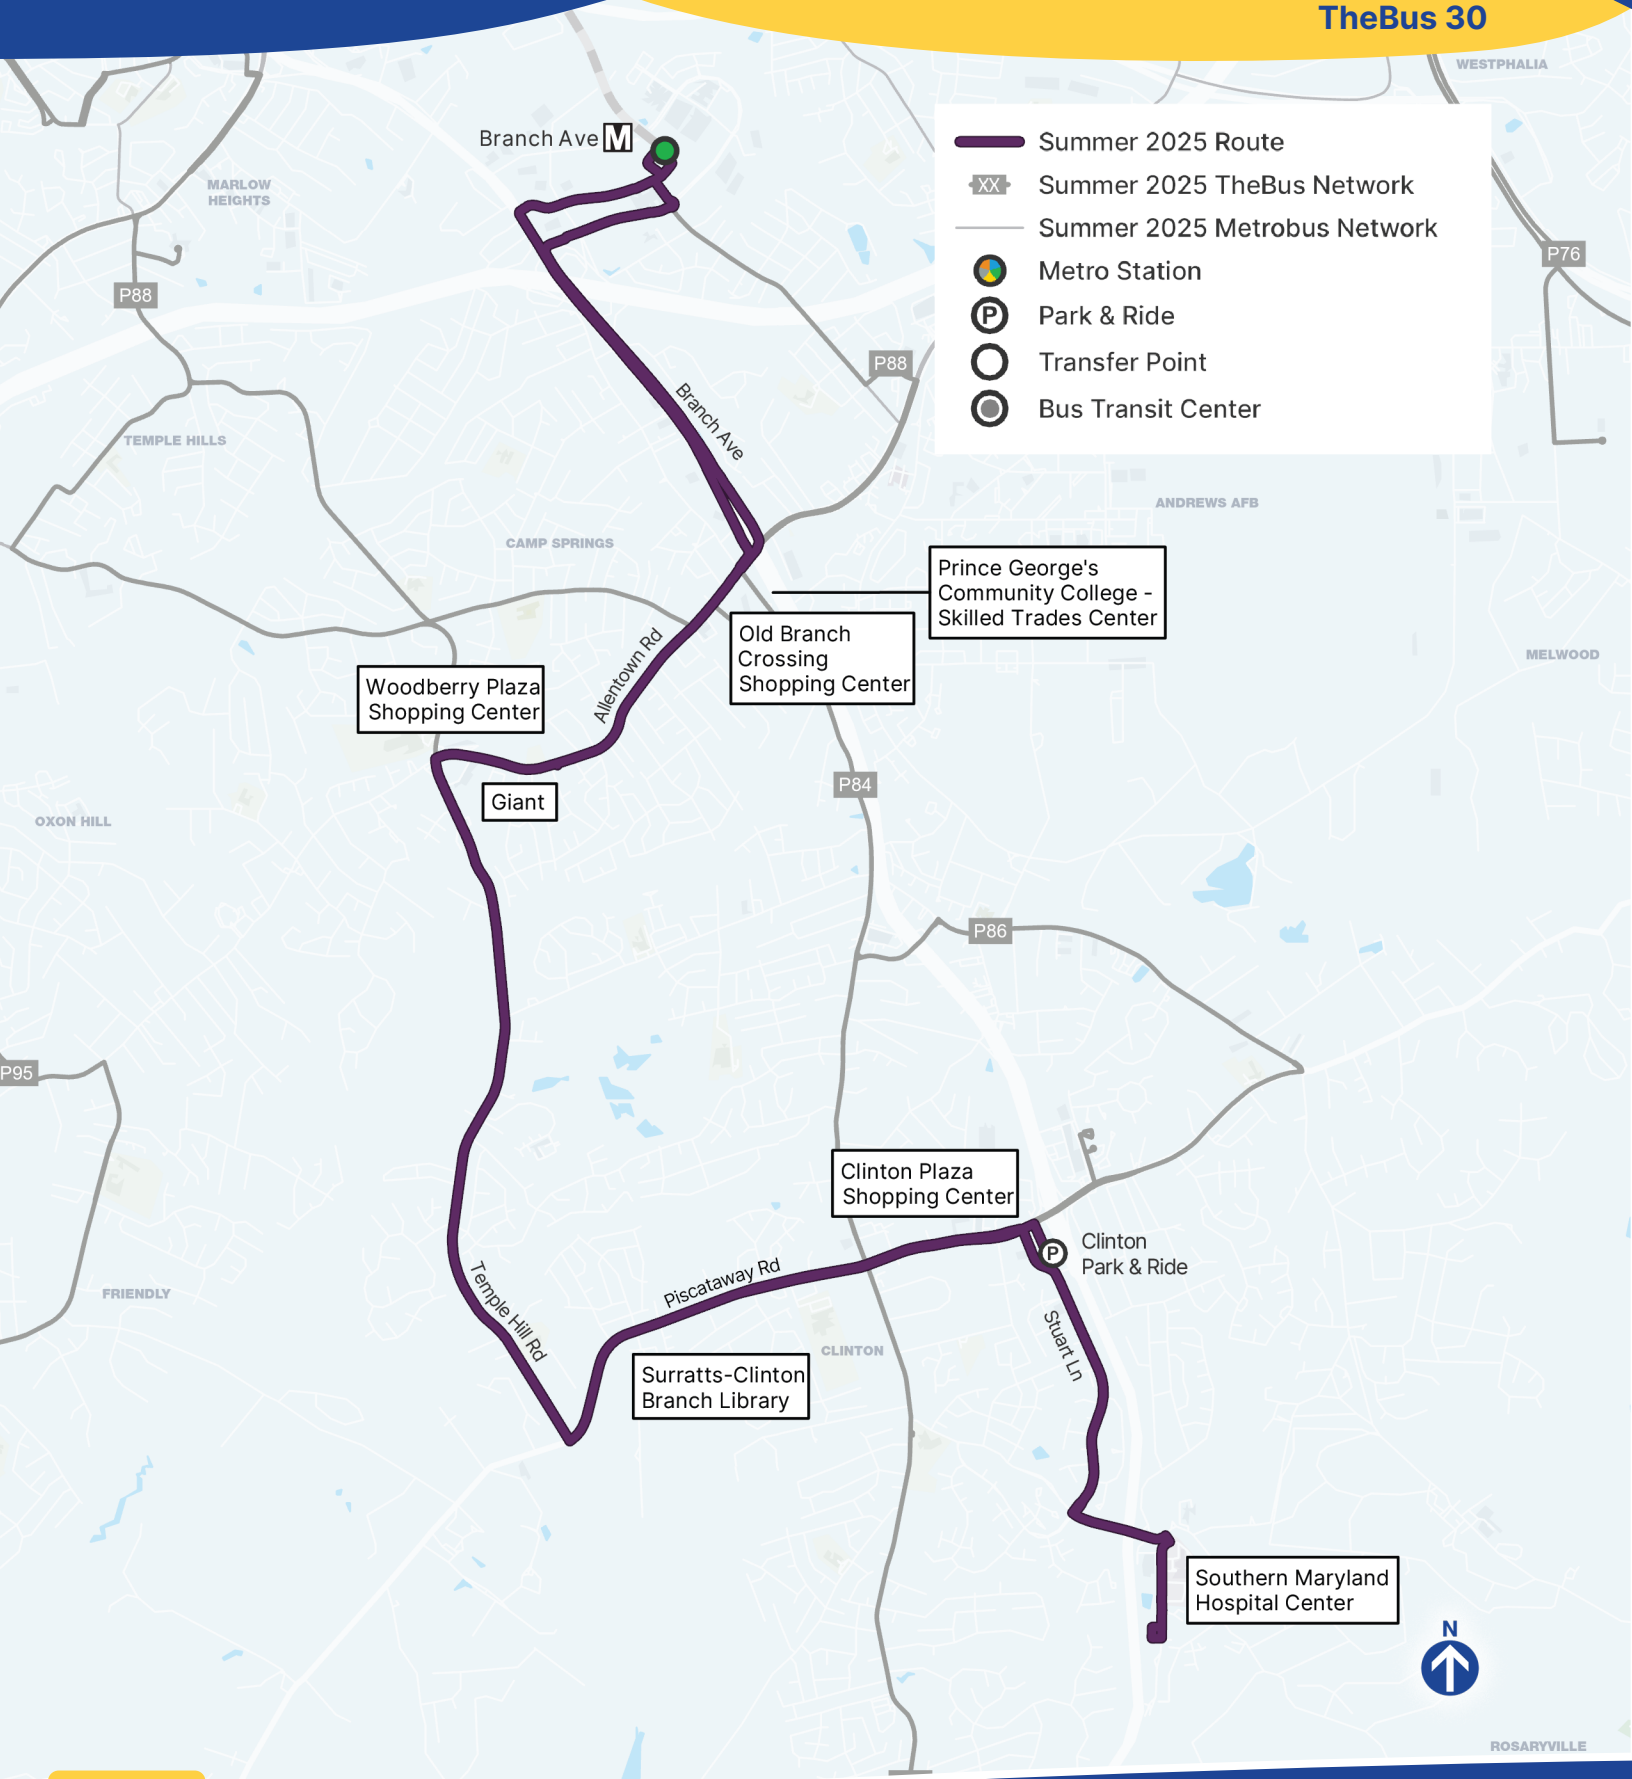 TheBus 30
WESTPHALIA
Branch Ave M
Summer 2025 Route
XX Summer 2025 TheBus Network
Summer 2025 Metrobus Network
Metro Station
P Park & Ride
Transfer Point
Bus Transit Center
MARLOW
HEIGHTS
P76
P88
P88
Branch Ave
TEMPLE HILLS
ANDREWS AFB
CAMP SPRINGS
Prince George's
Community College -
Skilled Trades Center
Old Branch
Crossing
Shopping Center
Allentown Rd
MELWOOD
Woodberry Plaza
Shopping Center
P84
Giant
OXON HILL
P86
P95
Clinton Plaza
Shopping Center
P
Clinton
Park & Ride
Piscataway Rd
Temple Hill Rd
FRIENDLY
Stuart Ln
CLINTON
Surratts-Clinton
Branch Library
Southern Maryland
Hospital Center
N
ROSARYVILLE